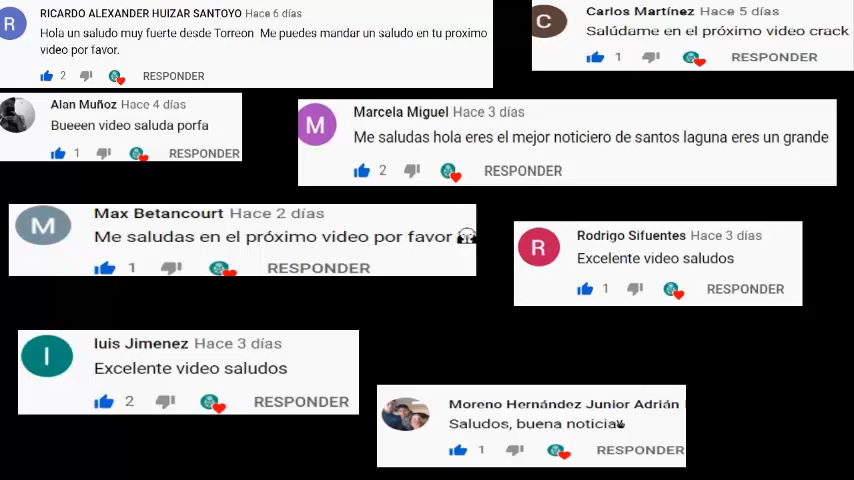 R
RICARDO ALEXANDER HUIZAR SANTOYO Hace 6 días
Hola un saludo muy fuerte desde Torreon Me puedes mandar un saludo en tu proximo
video por favor.
2 RESPONDER
C
Carlos Martínez Hace 5 días
Salúdame en el próximo video crack
1 RESPONDER
Alan Muñoz Hace 4 días
Bueeen video saluda porfa
1 RESPONDER
M
Marcela Miguel Hace 3 días
Me saludas hola eres el mejor noticiero de santos laguna eres un grande
2 RESPONDER
M
Max Betancourt Hace 2 días
Me saludas en el próximo video por favor
1 RESPONDER
R
Rodrigo Sifuentes Hace 3 días
Excelente video saludos
1 RESPONDER
I
luis Jimenez Hace 3 días
Excelente video saludos
2 RESPONDER
Moreno Hernández Junior Adrián
Saludos, buena noticia
1 RESPONDER